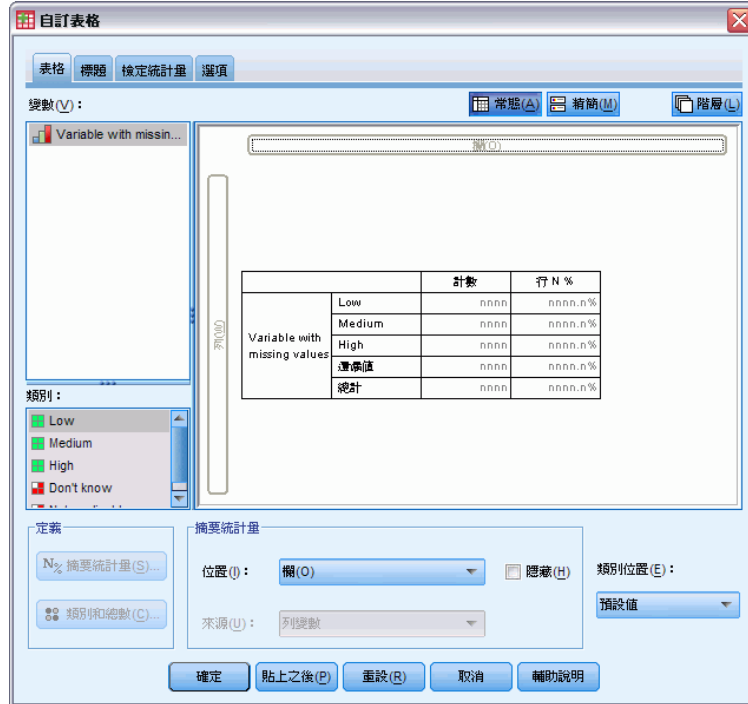 自訂表格
表格 標題 檢定統計量 選項
變數(V)： 常態(A) 精簡(M) 階層(L)
Variable with missin...
欄(O)
列(W)
計數 行 N %
Variable with missing values
Low nnnn nnnn.n%
Medium nnnn nnnn.n%
High nnnn nnnn.n%
遺漏值 nnnn nnnn.n%
總計 nnnn nnnn.n%
類別：
Low
Medium
High
Don't know
定義
N% 摘要統計量(S)...
類別和總數(C)...
摘要統計量
位置(I)： 欄(O) 隱藏(H)
來源(U)： 列變數
類別位置(E)：
預設值
確定 貼上之後(P) 重設(R) 取消 輔助說明